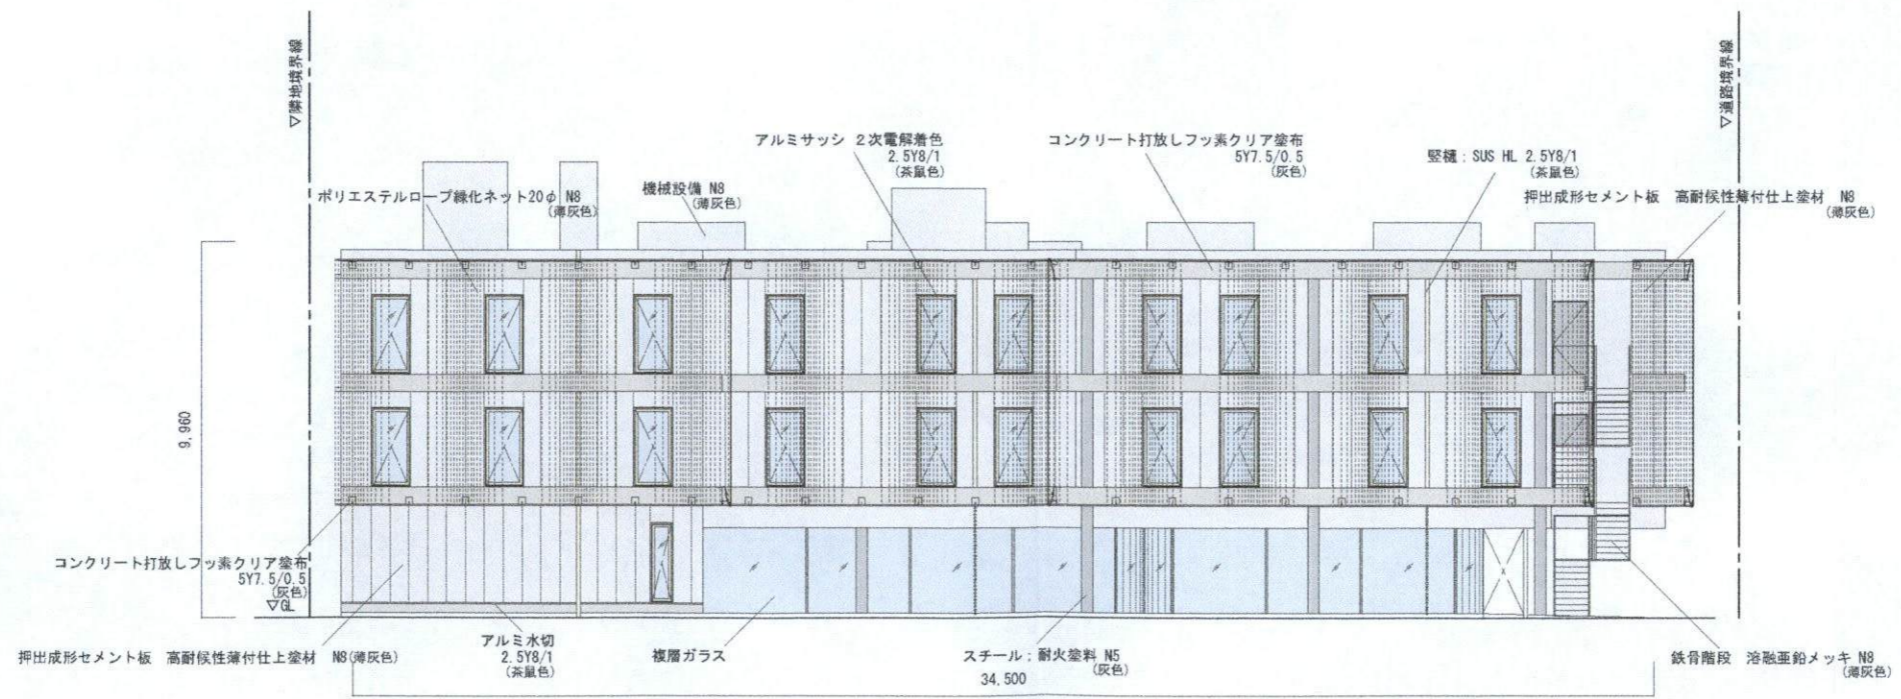 ▽隣地境界線
▽道路境界線
アルミサッシ 2次電解着色
2.5Y8/1
(茶鼠色)
コンクリート打放しフッ素クリア塗布
5Y7.5/0.5
(灰色)
竪樋：SUS HL 2.5Y8/1
(茶鼠色)
ポリエステルロープ緑化ネット20φ N8
(薄灰色)
機械設備 N8
(薄灰色)
押出成形セメント板 高耐候性薄付仕上塗材 N8
(薄灰色)
9,960
コンクリート打放しフッ素クリア塗布
5Y7.5/0.5
(灰色)
▽GL
押出成形セメント板 高耐候性薄付仕上塗材 N8(薄灰色)
アルミ水切
2.5Y8/1
(茶鼠色)
複層ガラス
スチール：耐火塗料 N5
(灰色)
鉄骨階段 溶融亜鉛メッキ N8
(薄灰色)
34,500